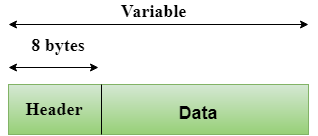 Variable
8 bytes
Header Data